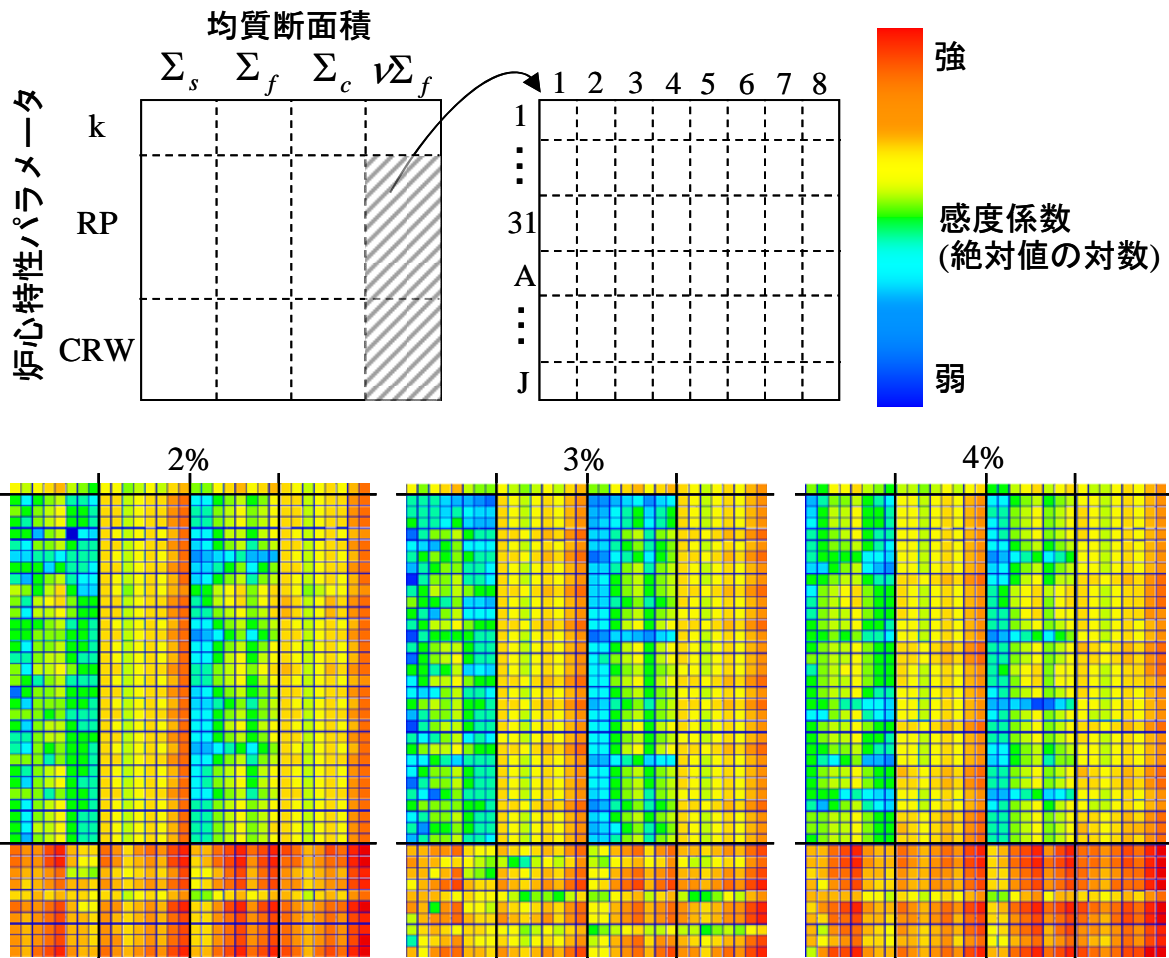 均質断面積
Σs Σf Σc νΣf
炉心特性パラメータ
k
RP
CRW
1 2 3 4 5 6 7 8
1
⋮
31
A
⋮
J
強
感度係数
(絶対値の対数)
弱
2% 3% 4%